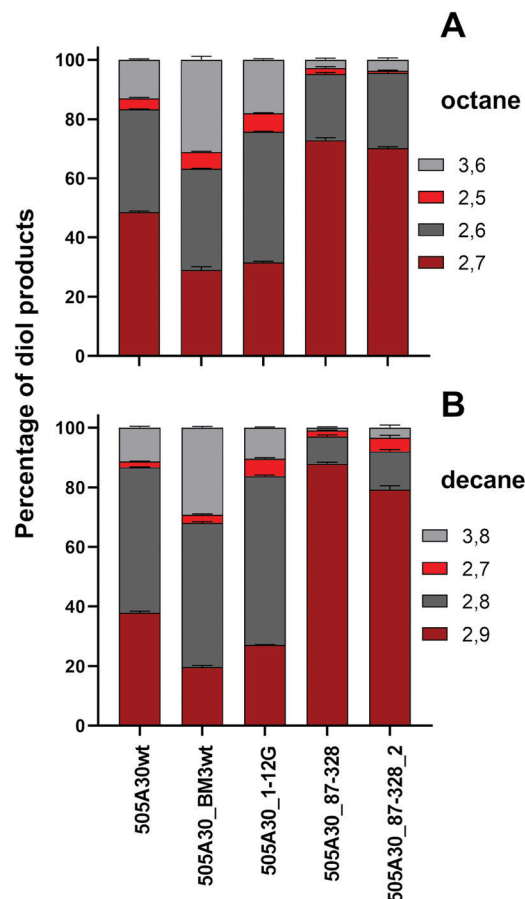 A
octane
100
80
60
40
20
0
3,6
2,5
2,6
2,7
Percentage of diol products
B
decane
100
80
60
40
20
0
3,8
2,7
2,8
2,9
505A30wt
505A30_BM3wt
505A30_1-12G
505A30_87-328
505A30_87-328_2